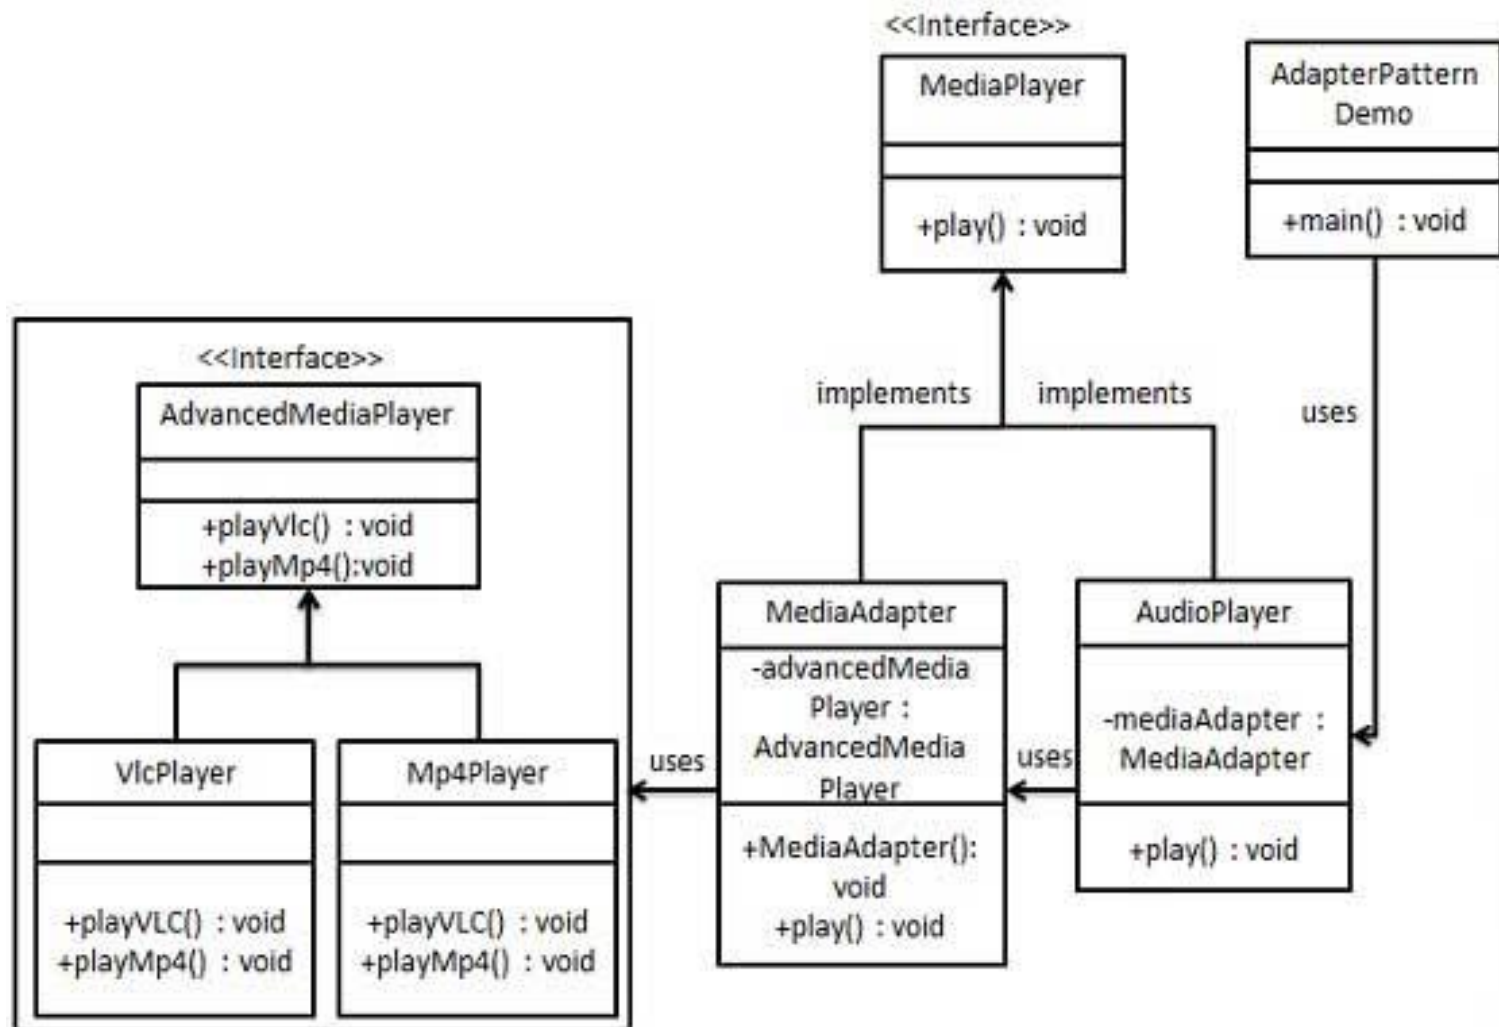 <<Interface>>
MediaPlayer
+play() : void
AdapterPattern
Demo
+main() : void
implements
implements
uses
<<Interface>>
AdvancedMediaPlayer
+playVlc() : void
+playMp4():void
VlcPlayer
+playVLC() : void
+playMp4() : void
Mp4Player
+playVLC() : void
+playMp4() : void
uses
MediaAdapter
-advancedMedia
Player :
AdvancedMedia
Player
+MediaAdapter():
void
+play() : void
uses
AudioPlayer
-mediaAdapter :
MediaAdapter
+play() : void